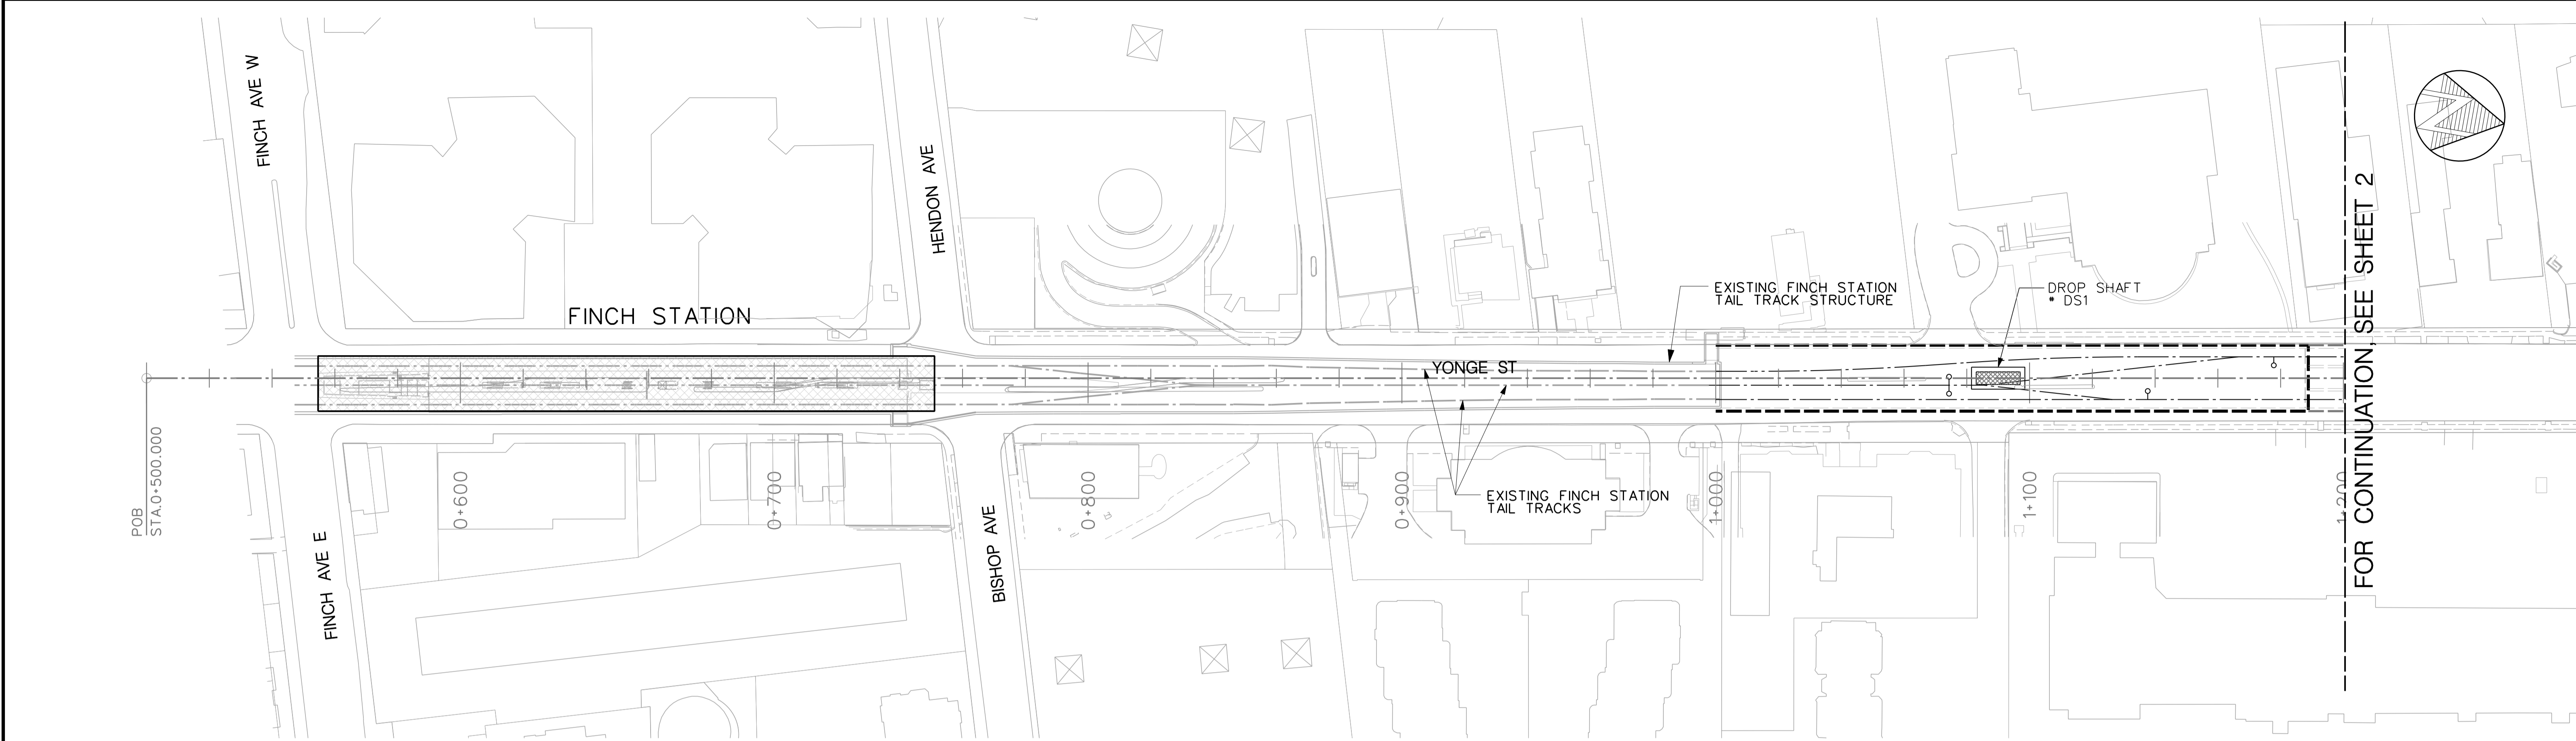 FINCH AVE W
HENDON AVE
FOR CONTINUATION, SEE SHEET 2
EXISTING FINCH STATION
TAIL TRACK STRUCTURE
DROP SHAFT
* DS1
FINCH STATION
YONGE ST
POB
STA.0+500.000
0+600
0+700
0+800
0+900
1+000
1+100
1+200
EXISTING FINCH STATION
TAIL TRACKS
FINCH AVE E
BISHOP AVE